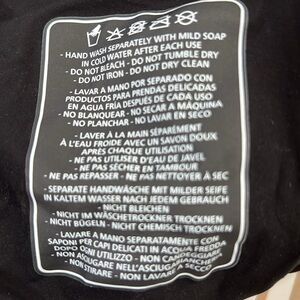 - HAND WASH SEPARATELY WITH MILD SOAP
IN COLD WATER AFTER EACH USE
- DO NOT BLEACH - DO NOT TUMBLE DRY
- DO NOT IRON - DO NOT DRY CLEAN
- LAVAR A MANO POR SEPARADO CON
PRODUCTOS PARA PRENDAS DELICADAS
EN AGUA FRÍA DESPUÉS DE CADA USO
- NO BLANQUEAR - NO SECAR A MÁQUINA
- NO PLANCHAR - NO LAVAR EN SECO
- LAVER À LA MAIN SÉPARÉMENT
À L'EAU FROIDE AVEC UN SAVON DOUX
APRÈS CHAQUE UTILISATION
- NE PAS UTILISER D'EAU DE JAVEL
- NE PAS SÉCHER EN TAMBOUR
- NE PAS REPASSER - NE PAS NETTOYER À SEC
- SEPARATE HANDWÄSCHE MIT MILDER SEIFE
IN KALTEM WASSER NACH JEDEM GEBRAUCH
- NICHT BLEICHEN
- NICHT IM WÄSCHETROCKNER TROCKNEN
- NICHT BÜGELN - NICHT CHEMISCH TROCKNEN
- LAVARE A MANO SEPARATAMENTE CON
SAPONI PER CAPI DELICATI IN ACQUA FREDDA
DOPO OGNI UTILIZZO - NON CANDEGGIARE
- NON ASCIUGARE NELL'ASCIUGABIANCHERIA
- NON STIRARE - NON LAVARE A SECCO